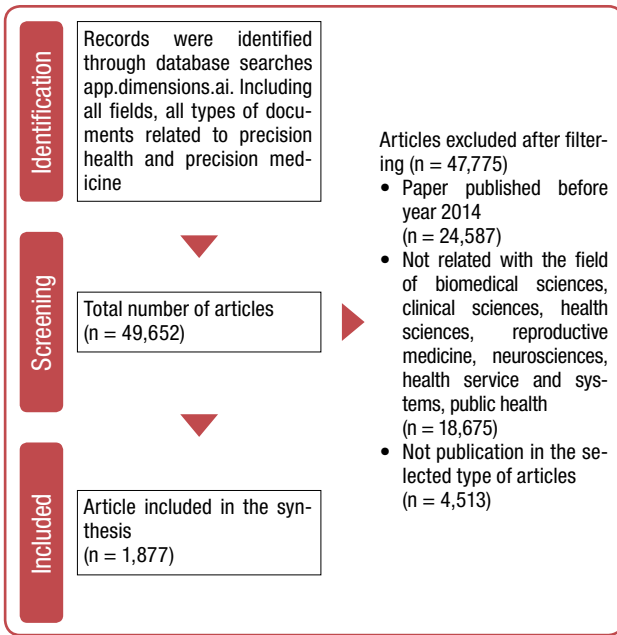 Identification
Records were identified
through database searches
app.dimensions.ai. Including
all fields, all types of docu-
ments related to precision
health and precision med-
icine
Screening
Total number of articles
(n = 49,652)
Articles excluded after filter-
ing (n = 47,775)
• Paper published before
year 2014
(n = 24,587)
• Not related with the field
of biomedical sciences,
clinical sciences, health
sciences, reproductive
medicine, neurosciences,
health service and sys-
tems, public health
(n = 18,675)
• Not publication in the se-
lected type of articles
(n = 4,513)
Included
Article included in the syn-
thesis
(n = 1,877)